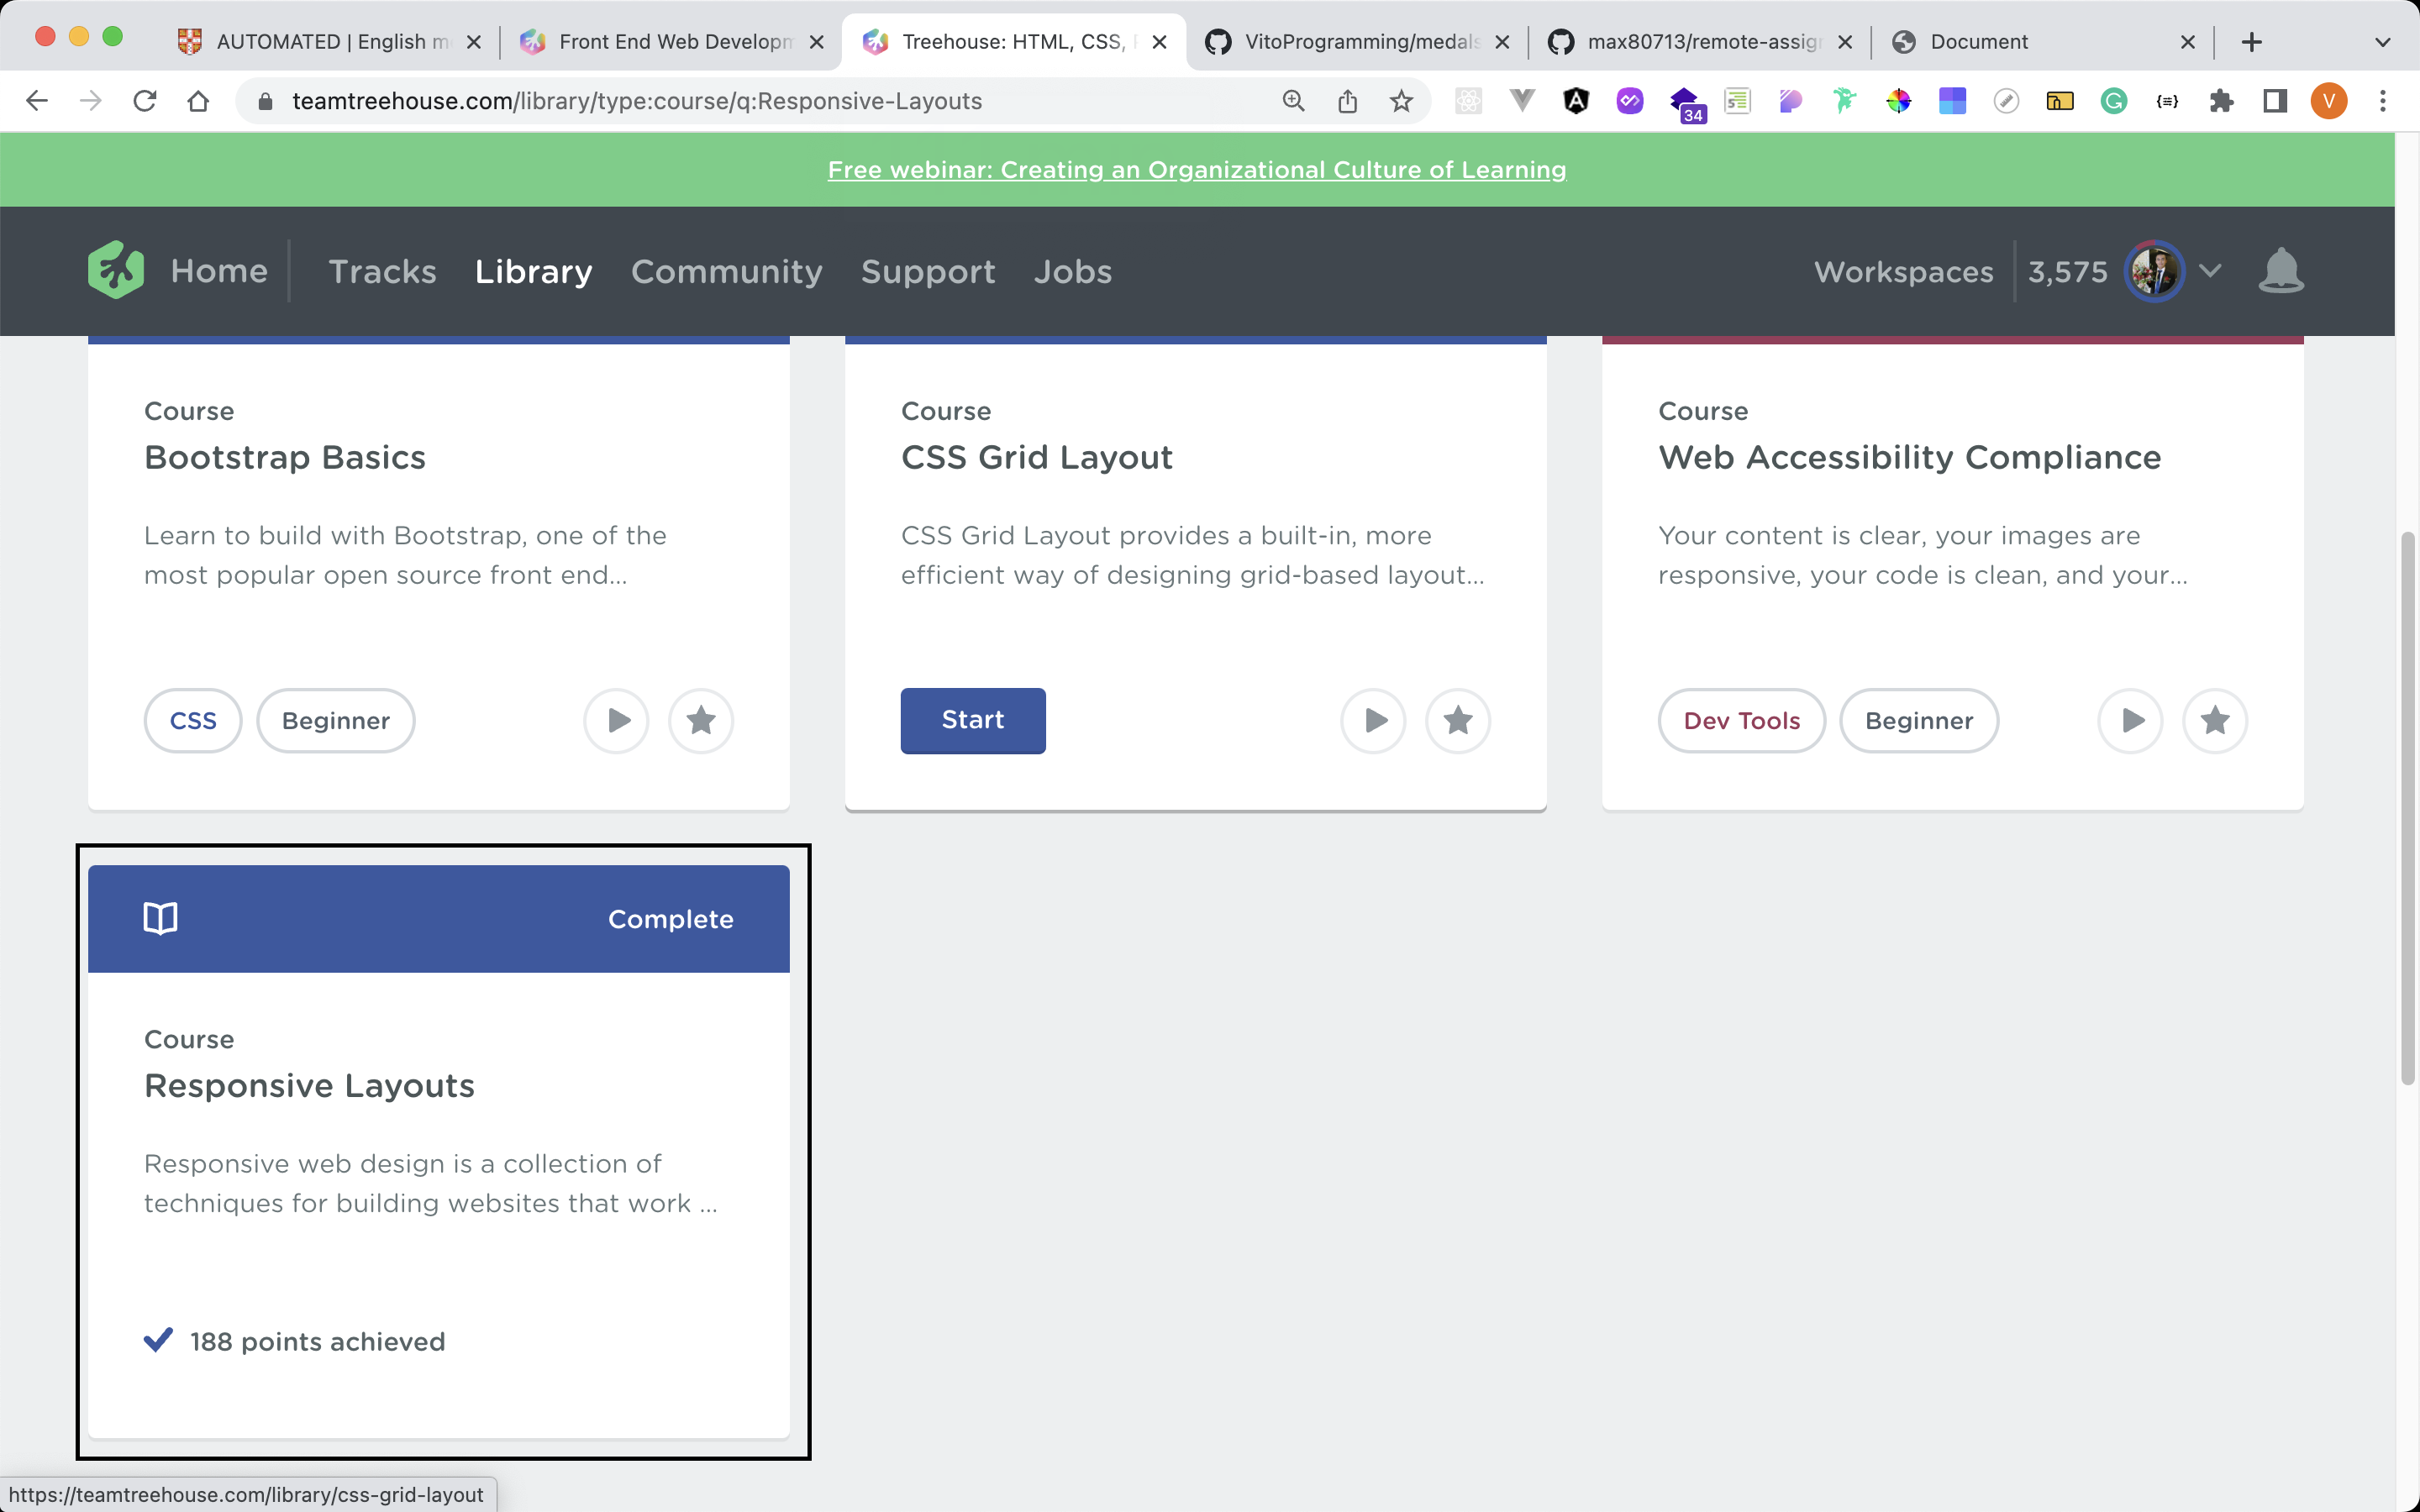 AUTOMATED | English m
Front End Web Developm
Treehouse: HTML, CSS,
VitoProgramming/medals
max80713/remote-assign
Document
teamtreehouse.com/library/type:course/q:Responsive-Layouts
34
V
Free webinar: Creating an Organizational Culture of Learning
Home
Tracks
Library
Community
Support
Jobs
Workspaces
3,575
Course
Bootstrap Basics
Learn to build with Bootstrap, one of the
most popular open source front end...
CSS
Beginner
Course
CSS Grid Layout
CSS Grid Layout provides a built-in, more
efficient way of designing grid-based layout...
Start
Course
Web Accessibility Compliance
Your content is clear, your images are
responsive, your code is clean, and your...
Dev Tools
Beginner
Complete
Course
Responsive Layouts
Responsive web design is a collection of
techniques for building websites that work ...
188 points achieved
https://teamtreehouse.com/library/css-grid-layout